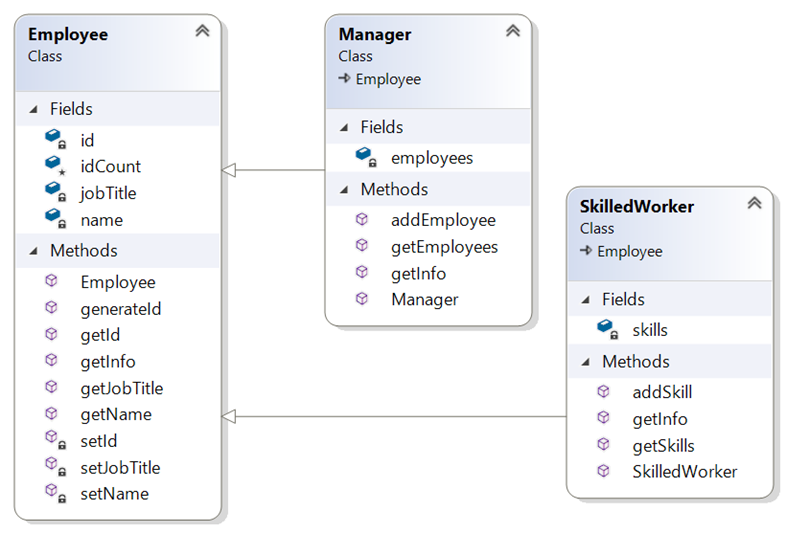 Employee
Class
Fields
id
idCount
jobTitle
name
Methods
Employee
generateId
getId
getInfo
getJobTitle
getName
setId
setJobTitle
setName
Manager
Class
Employee
Fields
employees
Methods
addEmployee
getEmployees
getInfo
Manager
SkilledWorker
Class
Employee
Fields
skills
Methods
addSkill
getInfo
getSkills
SkilledWorker